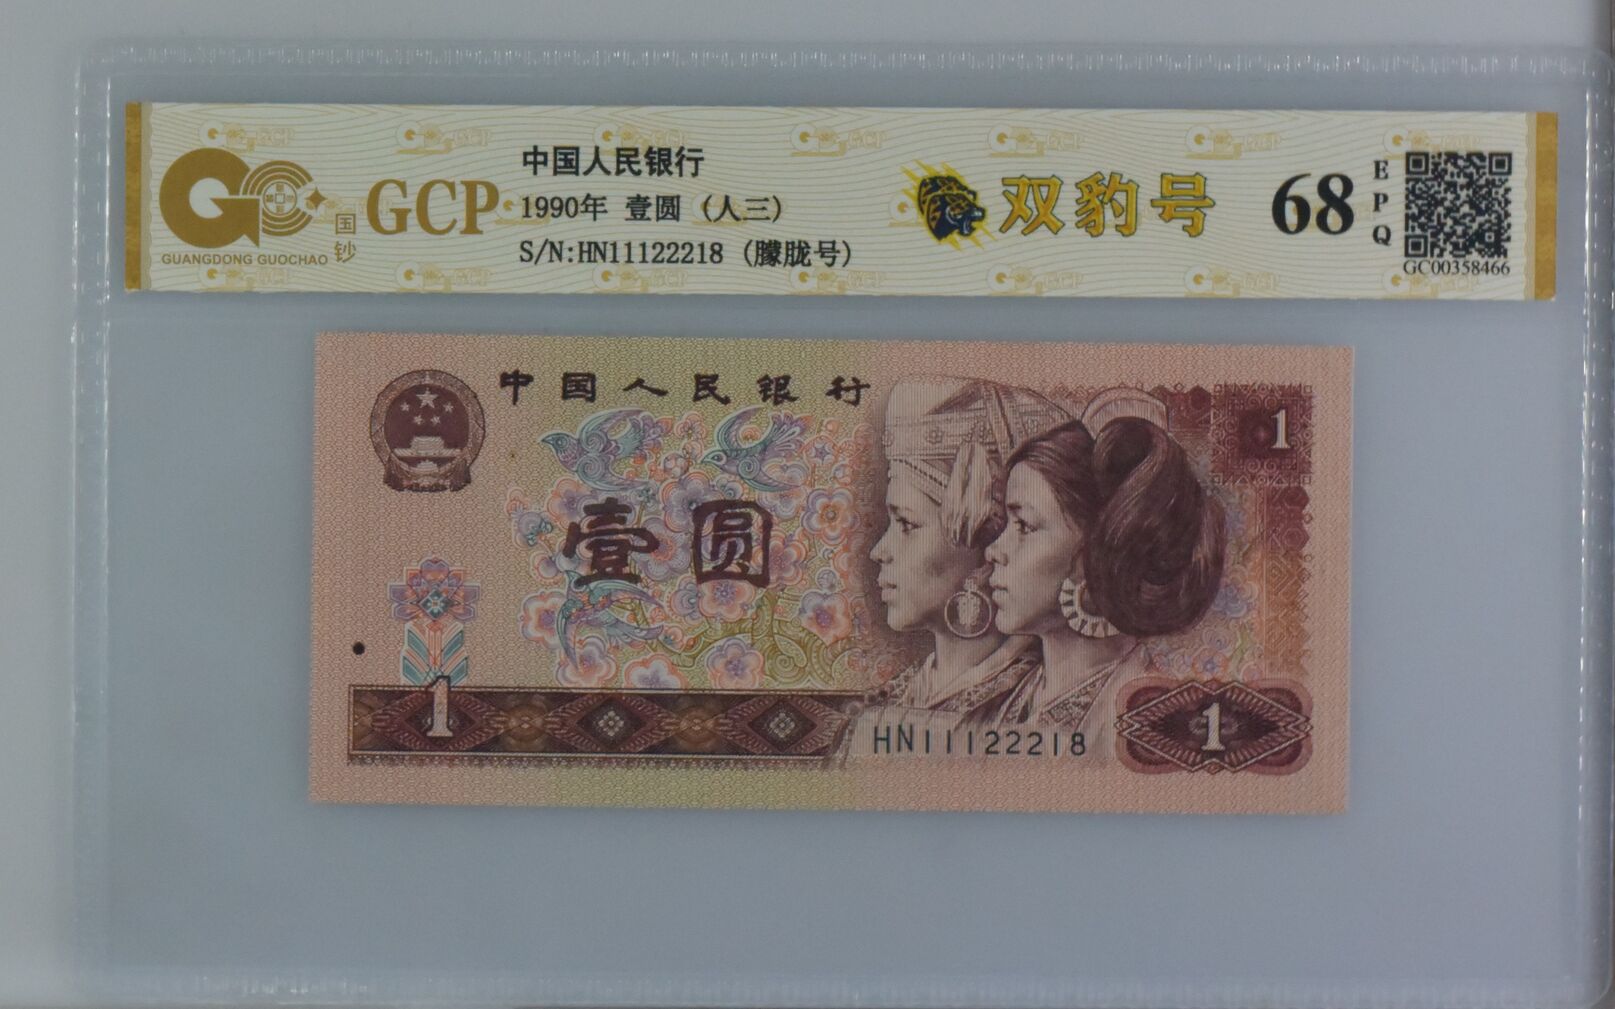 GCP
国钞
GUANGDONG GUOCHAO
中国人民银行
1990年 壹圆 (人三)
S/N:HN11122218 (朦胧号)
双豹号
68
EPQ
GC00358466
中国人民银行
1
壹圆
1
HN11122218
1